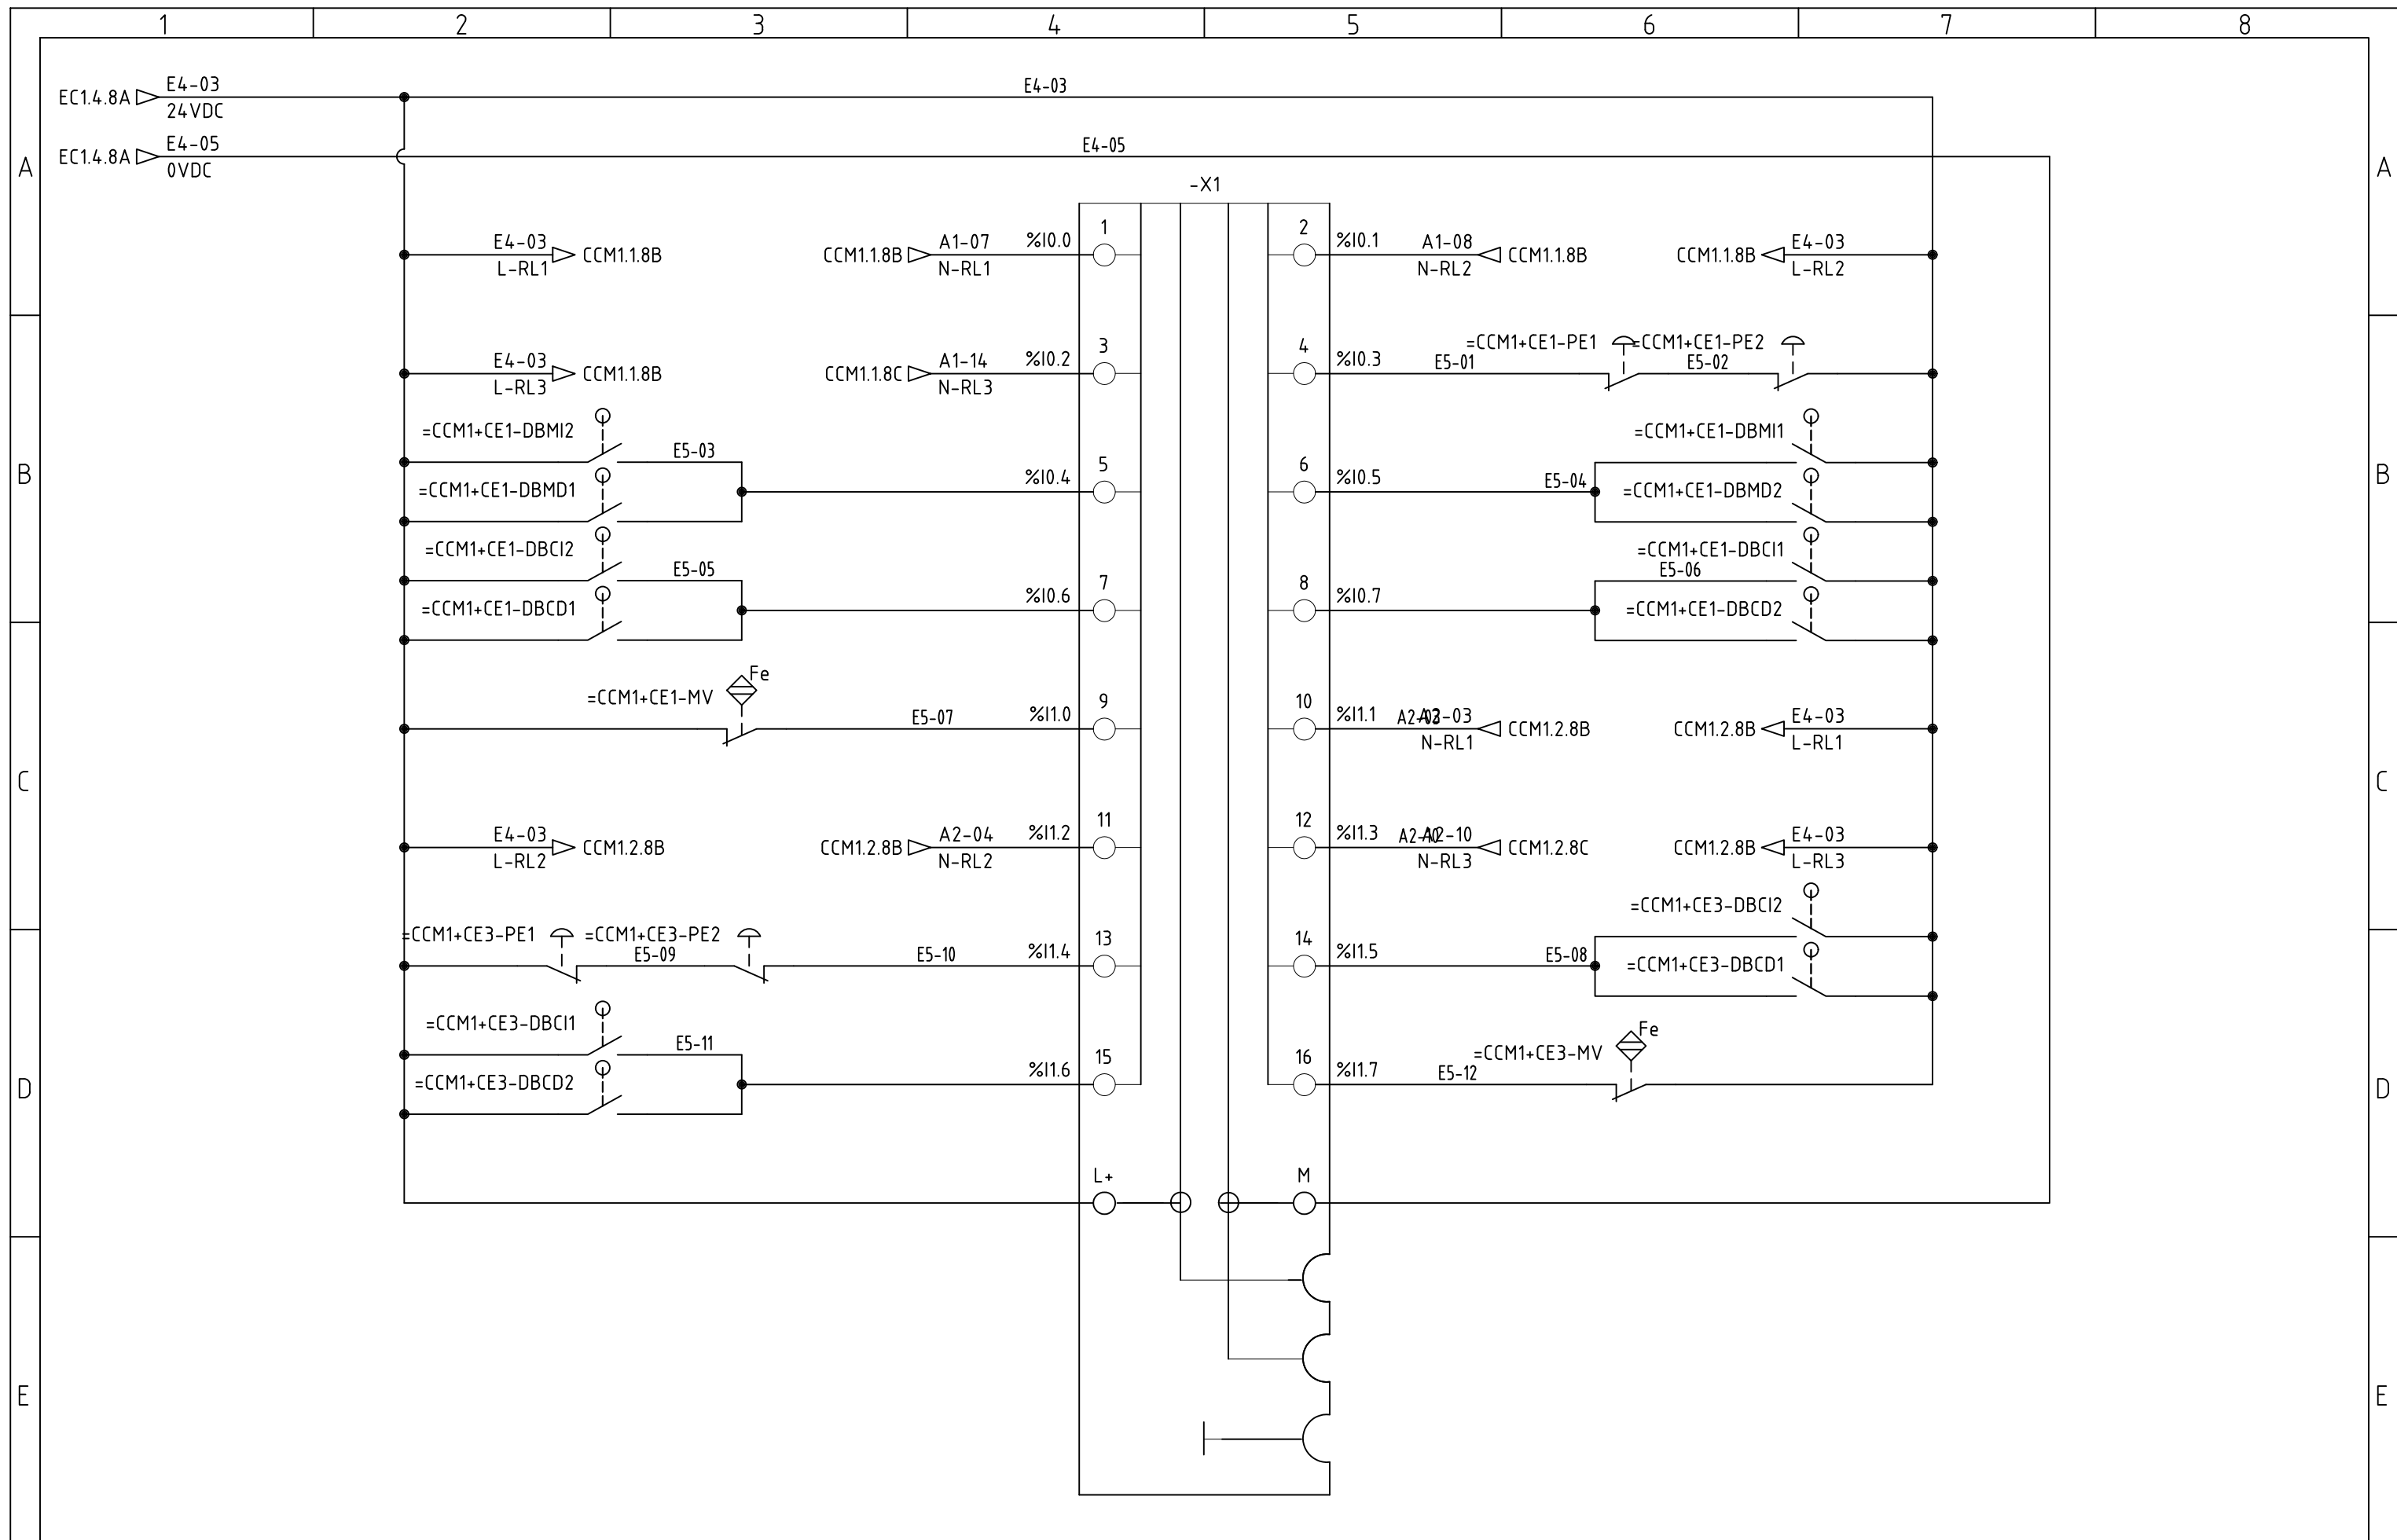 1 2 3 4 5 6 7 8
E4-03 E4-03
EC1.4.8A
24VDC
E4-05 E4-05
EC1.4.8A
0VDC
A A
-X1
1 2
E4-03 A1-07 %I0.0 %I0.1 A1-08 E4-03
CCM1.1.8B CCM1.1.8B CCM1.1.8B CCM1.1.8B
L-RL1 N-RL1 N-RL2 L-RL2
=CCM1+CE1-PE1 =CCM1+CE1-PE2
3 4
E4-03 A1-14 %I0.2 %I0.3 E5-01 E5-02
CCM1.1.8B CCM1.1.8C
L-RL3 N-RL3
=CCM1+CE1-DBMI2 =CCM1+CE1-DBMI1
E5-03
B 5 6 B
%I0.4 %I0.5 E5-04
=CCM1+CE1-DBMD1 =CCM1+CE1-DBMD2
=CCM1+CE1-DBCI2 =CCM1+CE1-DBCI1
E5-05 E5-06
7 8
%I0.6 %I0.7
=CCM1+CE1-DBCD1 =CCM1+CE1-DBCD2
Fe
=CCM1+CE1-MV
9 10
E5-07 %I1.0 %I1.1 A2-03 A2-03 E4-03
CCM1.2.8B CCM1.2.8B
N-RL1 L-RL1
C C
11 12
E4-03 A2-04 %I1.2 %I1.3 A2-10 A2-10 E4-03
CCM1.2.8B CCM1.2.8B CCM1.2.8C CCM1.2.8B
L-RL2 N-RL2 N-RL3 L-RL3
=CCM1+CE3-DBCI2
=CCM1+CE3-PE1 =CCM1+CE3-PE2
13 14
E5-09 E5-10 %I1.4 %I1.5 E5-08
=CCM1+CE3-DBCD1
=CCM1+CE3-DBCI1 Fe
E5-11 =CCM1+CE3-MV
15 16
%I1.6 %I1.7 E5-12
=CCM1+CE3-DBCD2
D D
L+ M
E E